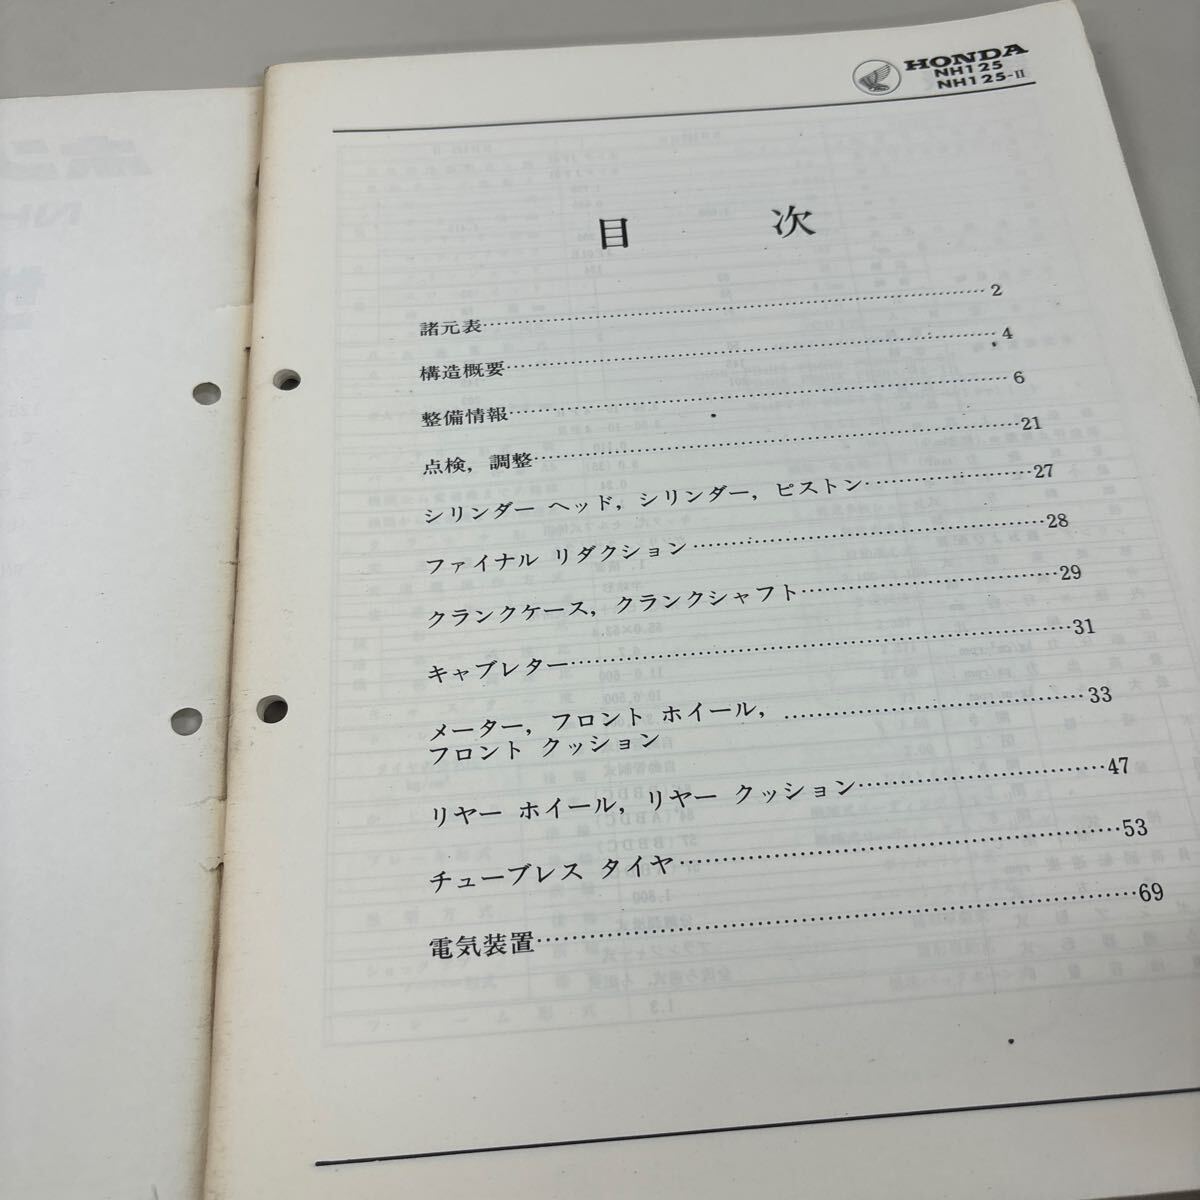 HONDA
NH125
NH125-II
目次
諸元表……2
構造概要……4
整備情報……6
点検，調整……21
シリンダー ヘッド，シリンダー，ピストン……27
ファイナル リダクション……28
クランクケース，クランクシャフト……29
キャブレター……31
メーター，フロント ホイール，……33
フロント クッション
リヤー ホイール，リヤー クッション……47
チューブレス タイヤ……53
電気装置……69